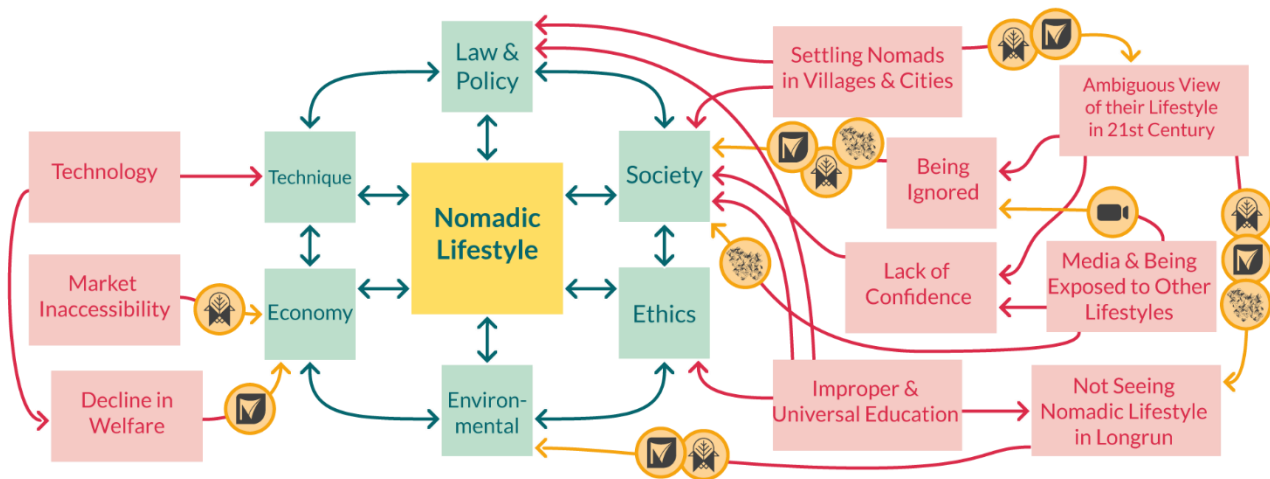 Law &
Policy
Settling Nomads
in Villages & Cities
Ambiguous View
of their Lifestyle
in 21st Century
Technology
Technique
Nomadic
Lifestyle
Society
Being
Ignored
Market
Inaccessibility
Economy
Ethics
Lack of
Confidence
Media & Being
Exposed to Other
Lifestyles
Decline in
Welfare
Environ-
mental
Improper &
Universal Education
Not Seeing
Nomadic Lifestyle
in Longrun